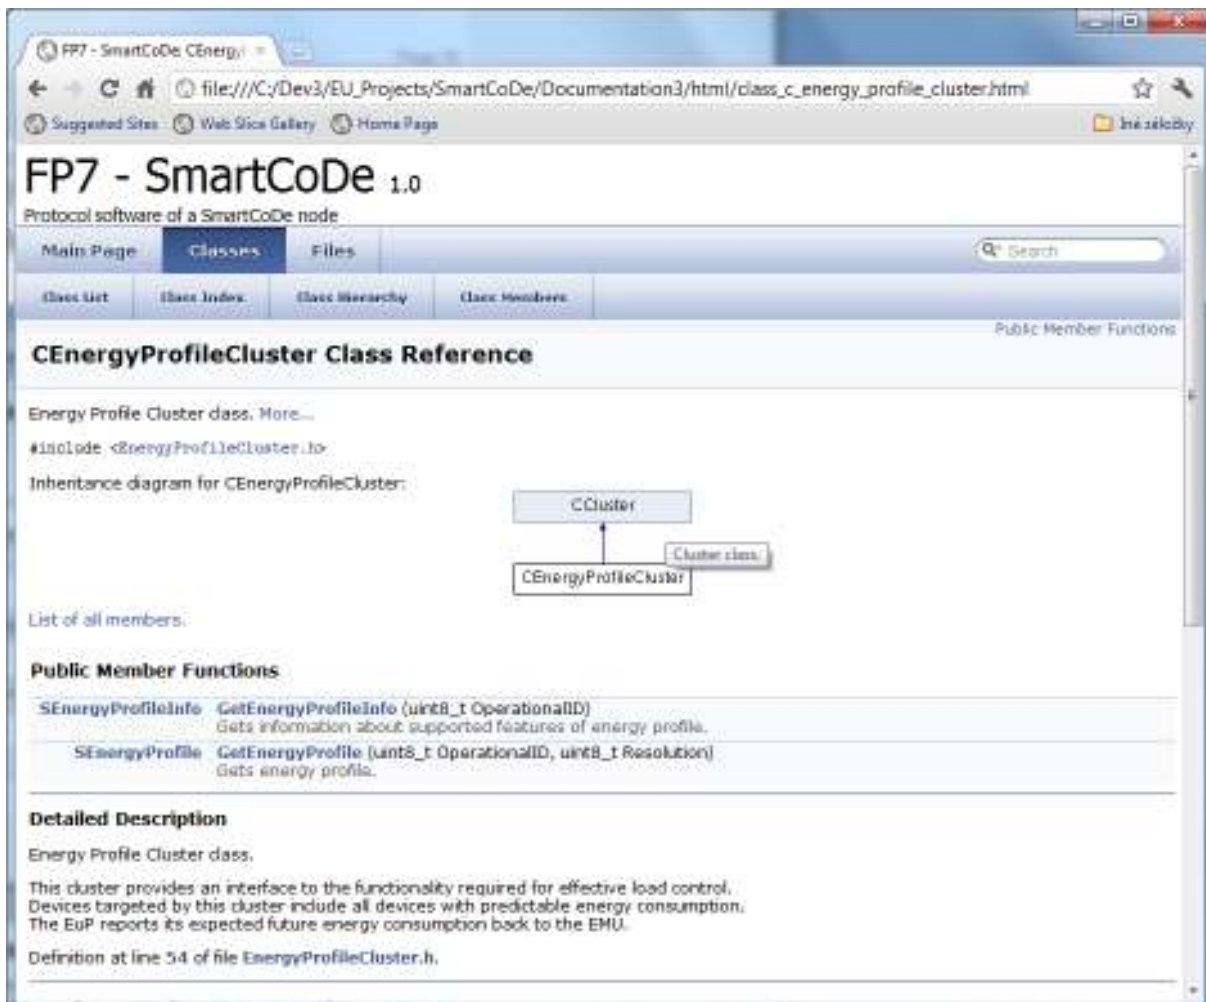 FP7 - SmartCoDe: CEnergy
file:///C:/Dev3/EU_Projects/SmartCoDe/Documentation3/html/class_c_energy_profile_cluster.html
Suggested Sites Web Slice Gallery Home Page Iné záložky
FP7 - SmartCoDe 1.0
Protocol software of a SmartCoDe node
Main Page Classes Files Search
Class List Class Index Class Hierarchy Class Members
Public Member Functions
CEnergyProfileCluster Class Reference
Energy Profile Cluster class. More...
#include <EnergyProfileCluster.h>
Inheritance diagram for CEnergyProfileCluster:
CCluster
Cluster class.
CEnergyProfileCluster
List of all members.
Public Member Functions
SEnergyProfileInfo GetEnergyProfileInfo (uint8_t OperationalID)
Gets information about supported features of energy profile.
SEnergyProfile GetEnergyProfile (uint8_t OperationalID, uint8_t Resolution)
Gets energy profile.
Detailed Description
Energy Profile Cluster class.
This cluster provides an interface to the functionality required for effective load control.
Devices targeted by this cluster include all devices with predictable energy consumption.
The EuP reports its expected future energy consumption back to the EMU.
Definition at line 54 of file EnergyProfileCluster.h.